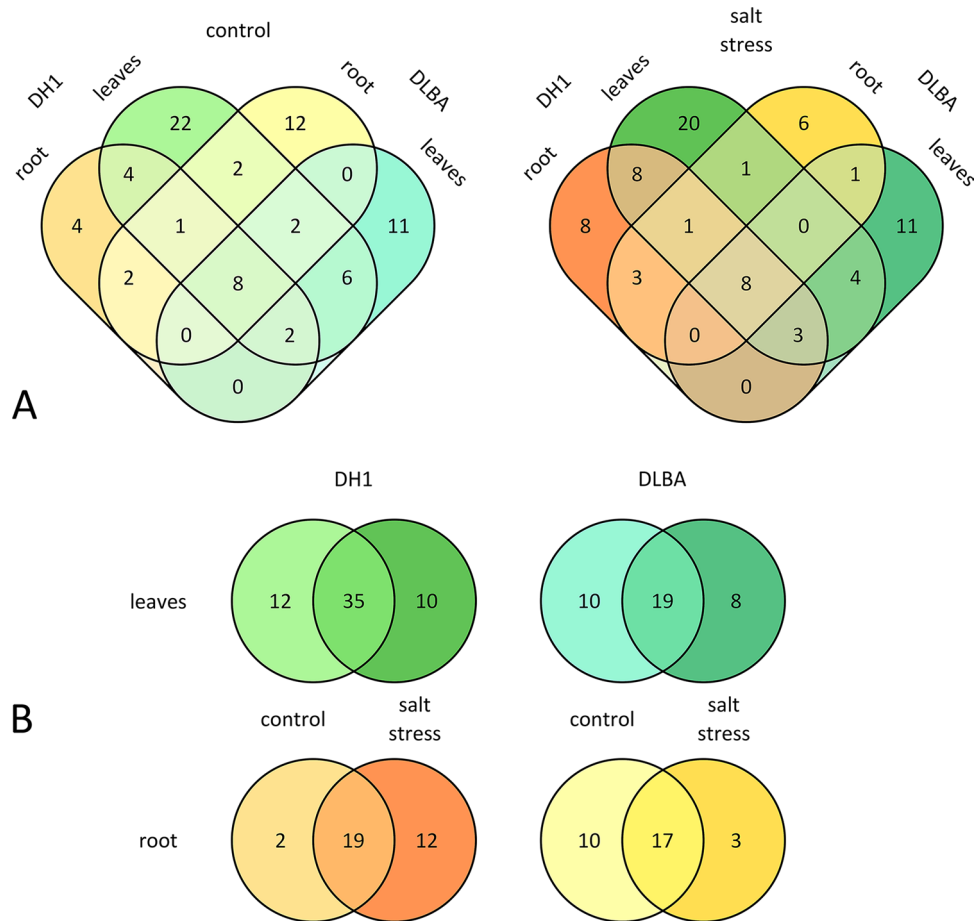 control
salt
stress
DH1
leaves
root
DLBA
leaves
root
22
12
4
2
0
4
1
2
11
2
8
6
0
2
0
DH1
leaves
root
DLBA
leaves
root
20
6
8
1
1
8
1
0
11
3
8
4
0
3
0
A
DH1
DLBA
leaves
12 35 10
10 19 8
B
control
salt
stress
control
salt
stress
root
2 19 12
10 17 3